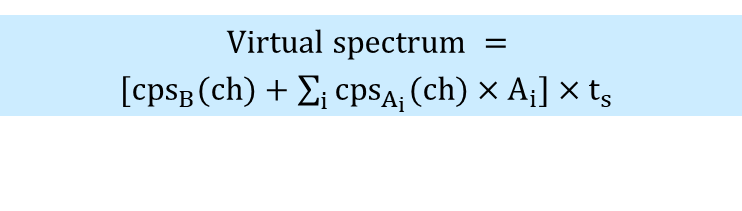 Virtual spectrum =
[cps_B(ch) + ∑_i cps_{A_i}(ch) × A_i] × t_s